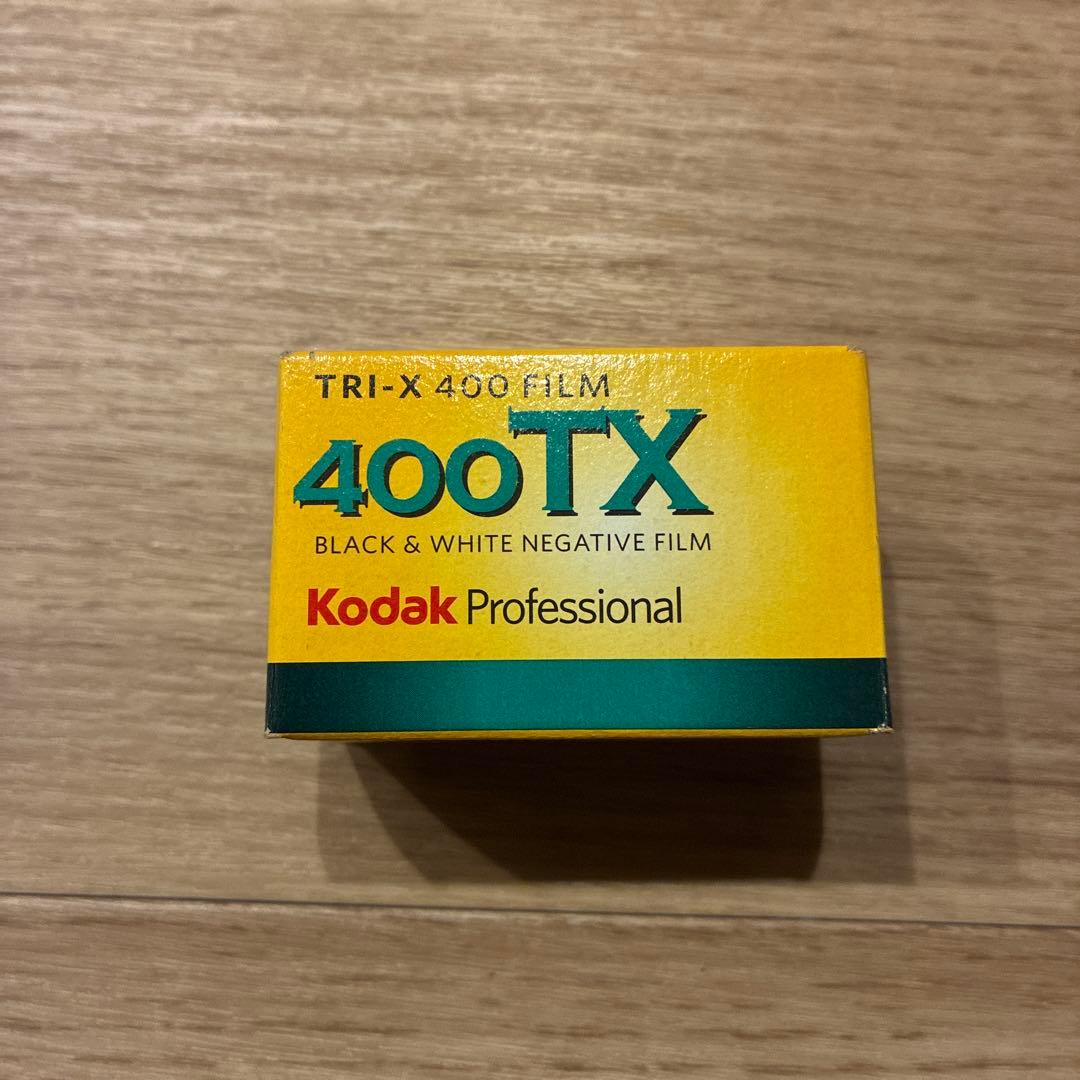 TRI-X 400 FILM
400TX
BLACK & WHITE NEGATIVE FILM
Kodak Professional